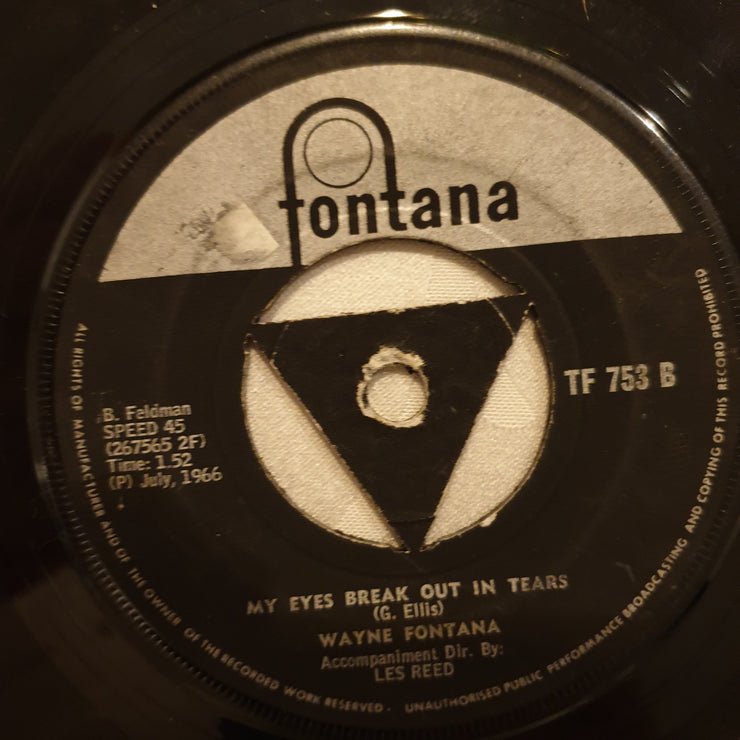 fontana
TF 753 B
B. Feldman
SPEED 45
(267565 2F)
Time: 1.52
(P) July, 1966
MY EYES BREAK OUT IN TEARS
(G. Ellis)
WAYNE FONTANA
Accompaniment Dir. By:
LES REED
ALL RIGHTS OF MANUFACTURE AND OF THE OWNER OF THE RECORDED WORK RESERVED · UNAUTHORISED PUBLIC PERFORMANCE BROADCASTING AND COPYING OF THIS RECORD PROHIBITED